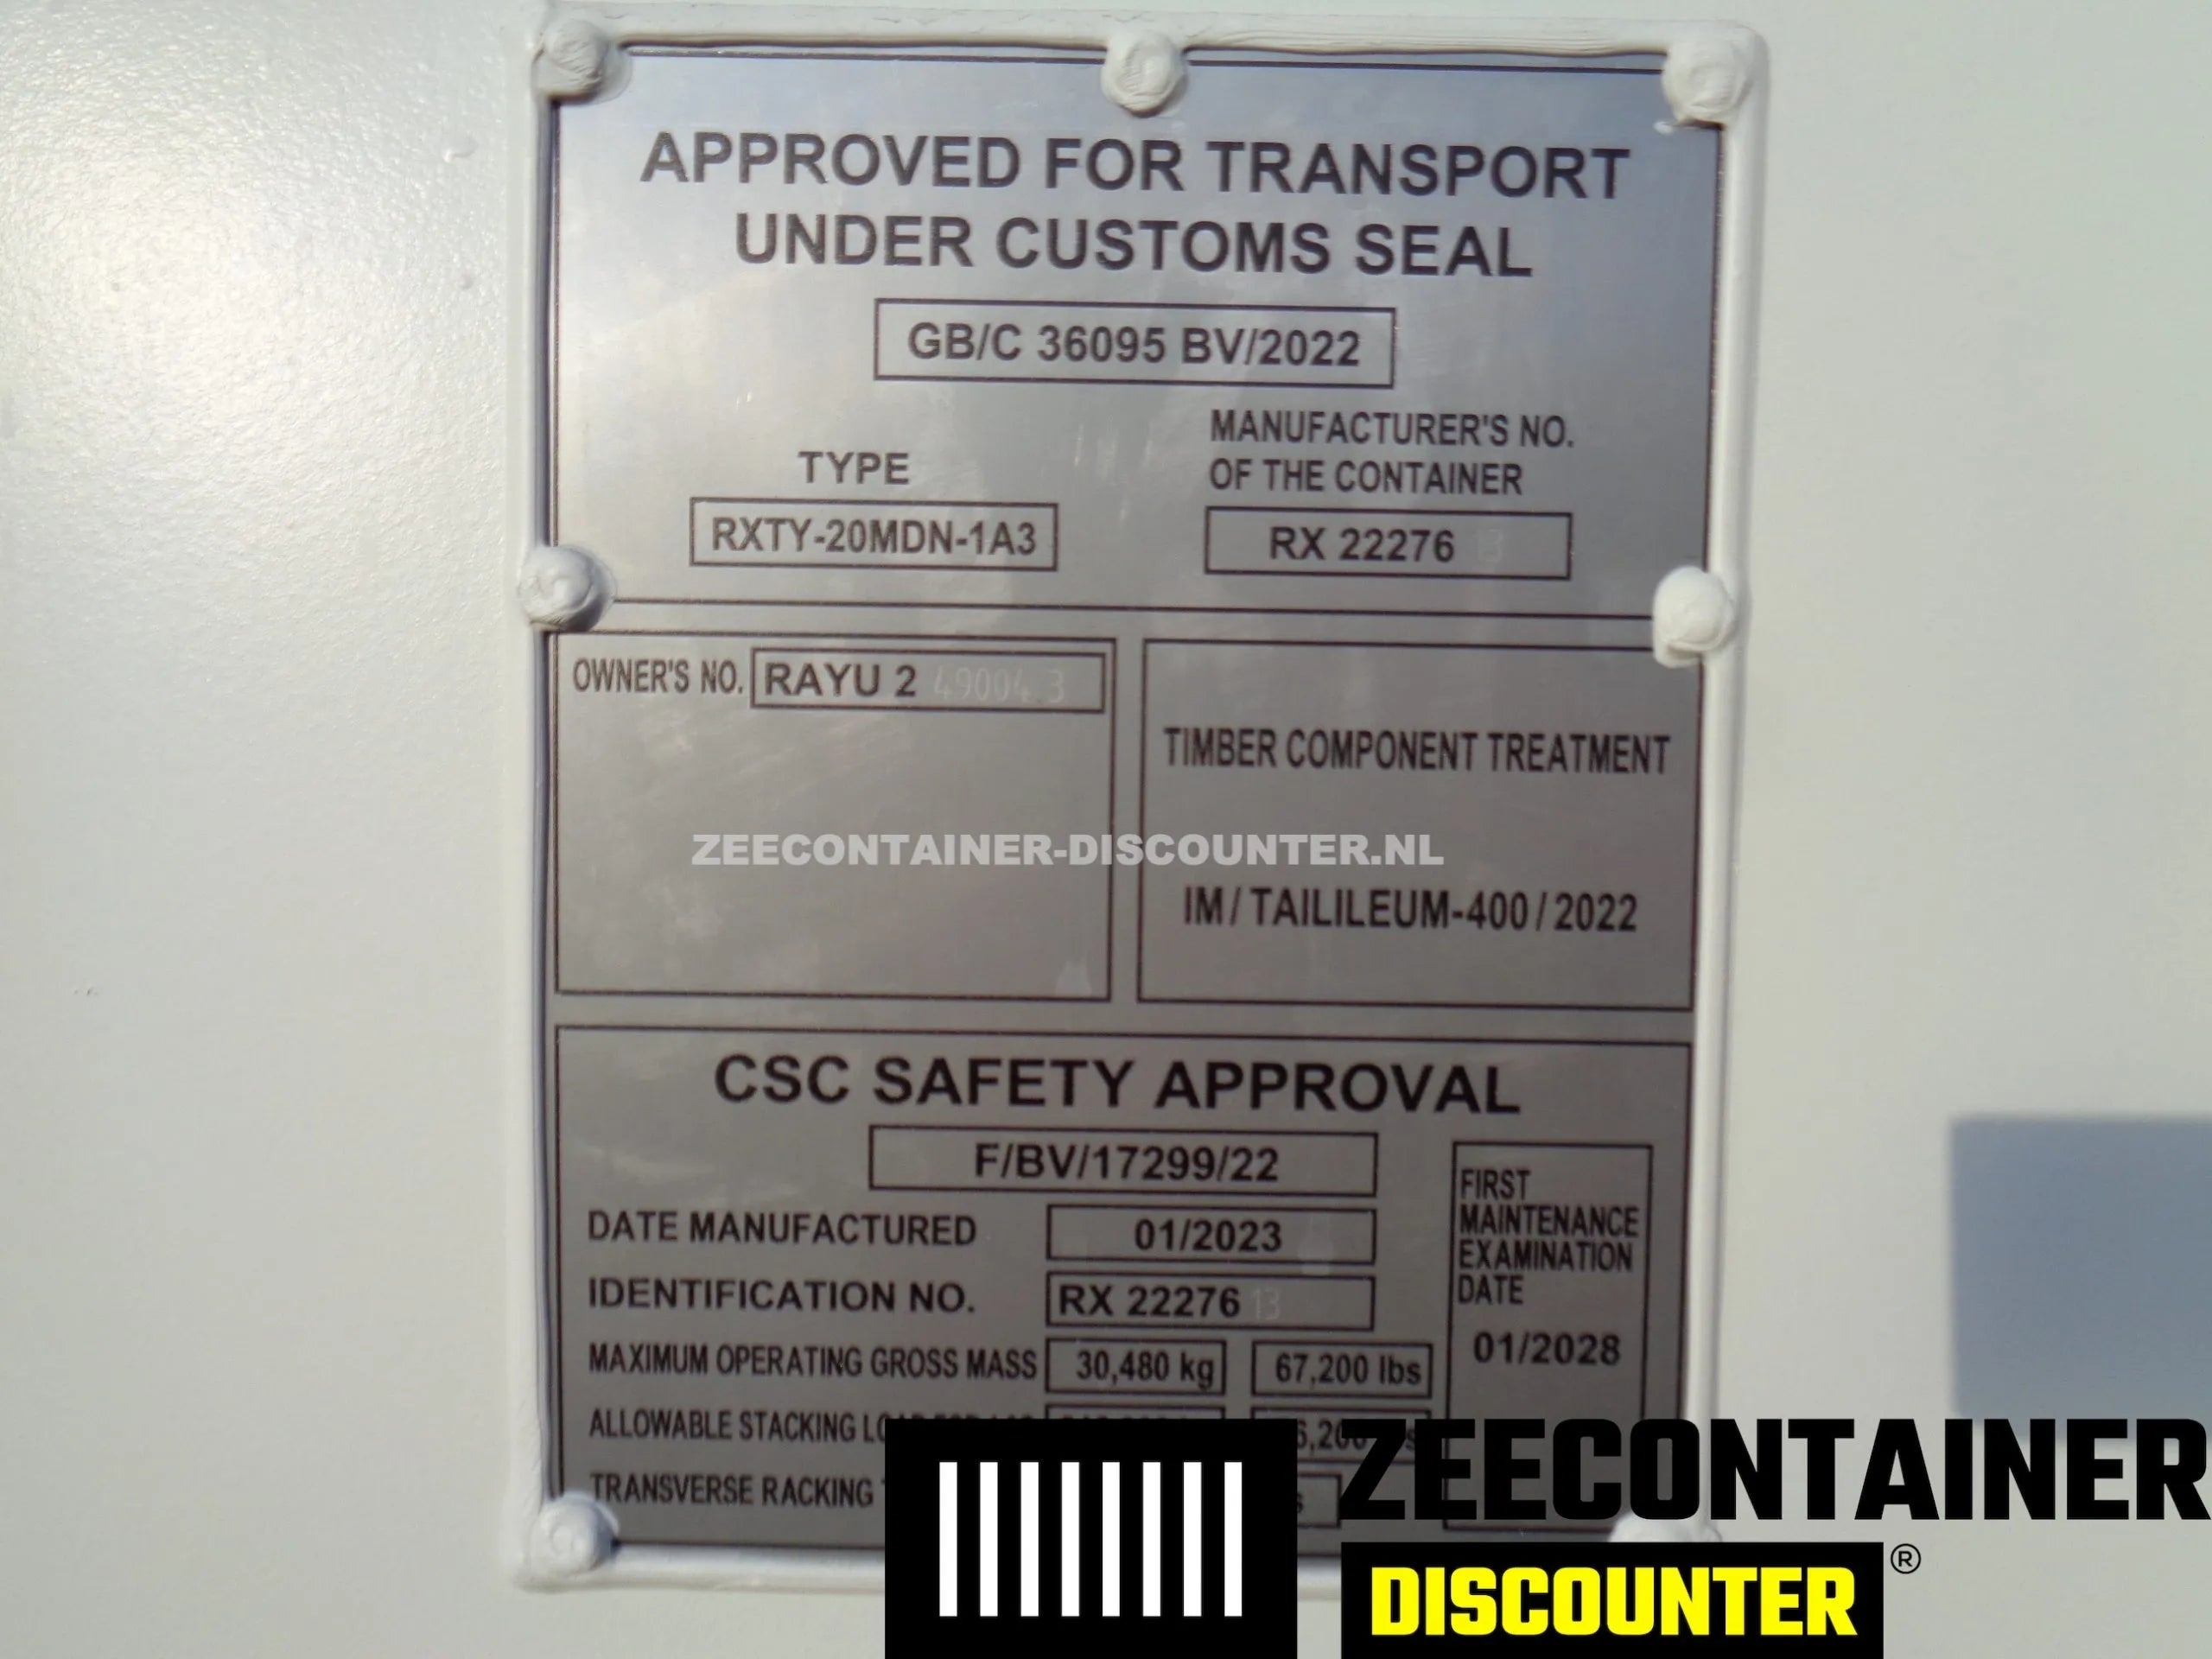 APPROVED FOR TRANSPORT
UNDER CUSTOMS SEAL
GB/C 36095 BV/2022
TYPE
RXTY-20MDN-1A3
MANUFACTURER'S NO.
OF THE CONTAINER
RX 22276
OWNER'S NO. RAYU 2 49004 3
TIMBER COMPONENT TREATMENT
IM / TAILILEUM-400 / 2022
ZEECONTAINER-DISCOUNTER.NL
CSC SAFETY APPROVAL
F/BV/17299/22
DATE MANUFACTURED 01/2023
IDENTIFICATION NO. RX 22276 13
MAXIMUM OPERATING GROSS MASS 30,480 kg 67,200 lbs
ALLOWABLE STACKING
TRANSVERSE RACKING
FIRST
MAINTENANCE
EXAMINATION
DATE
01/2028
ZEECONTAINER
DISCOUNTER ®